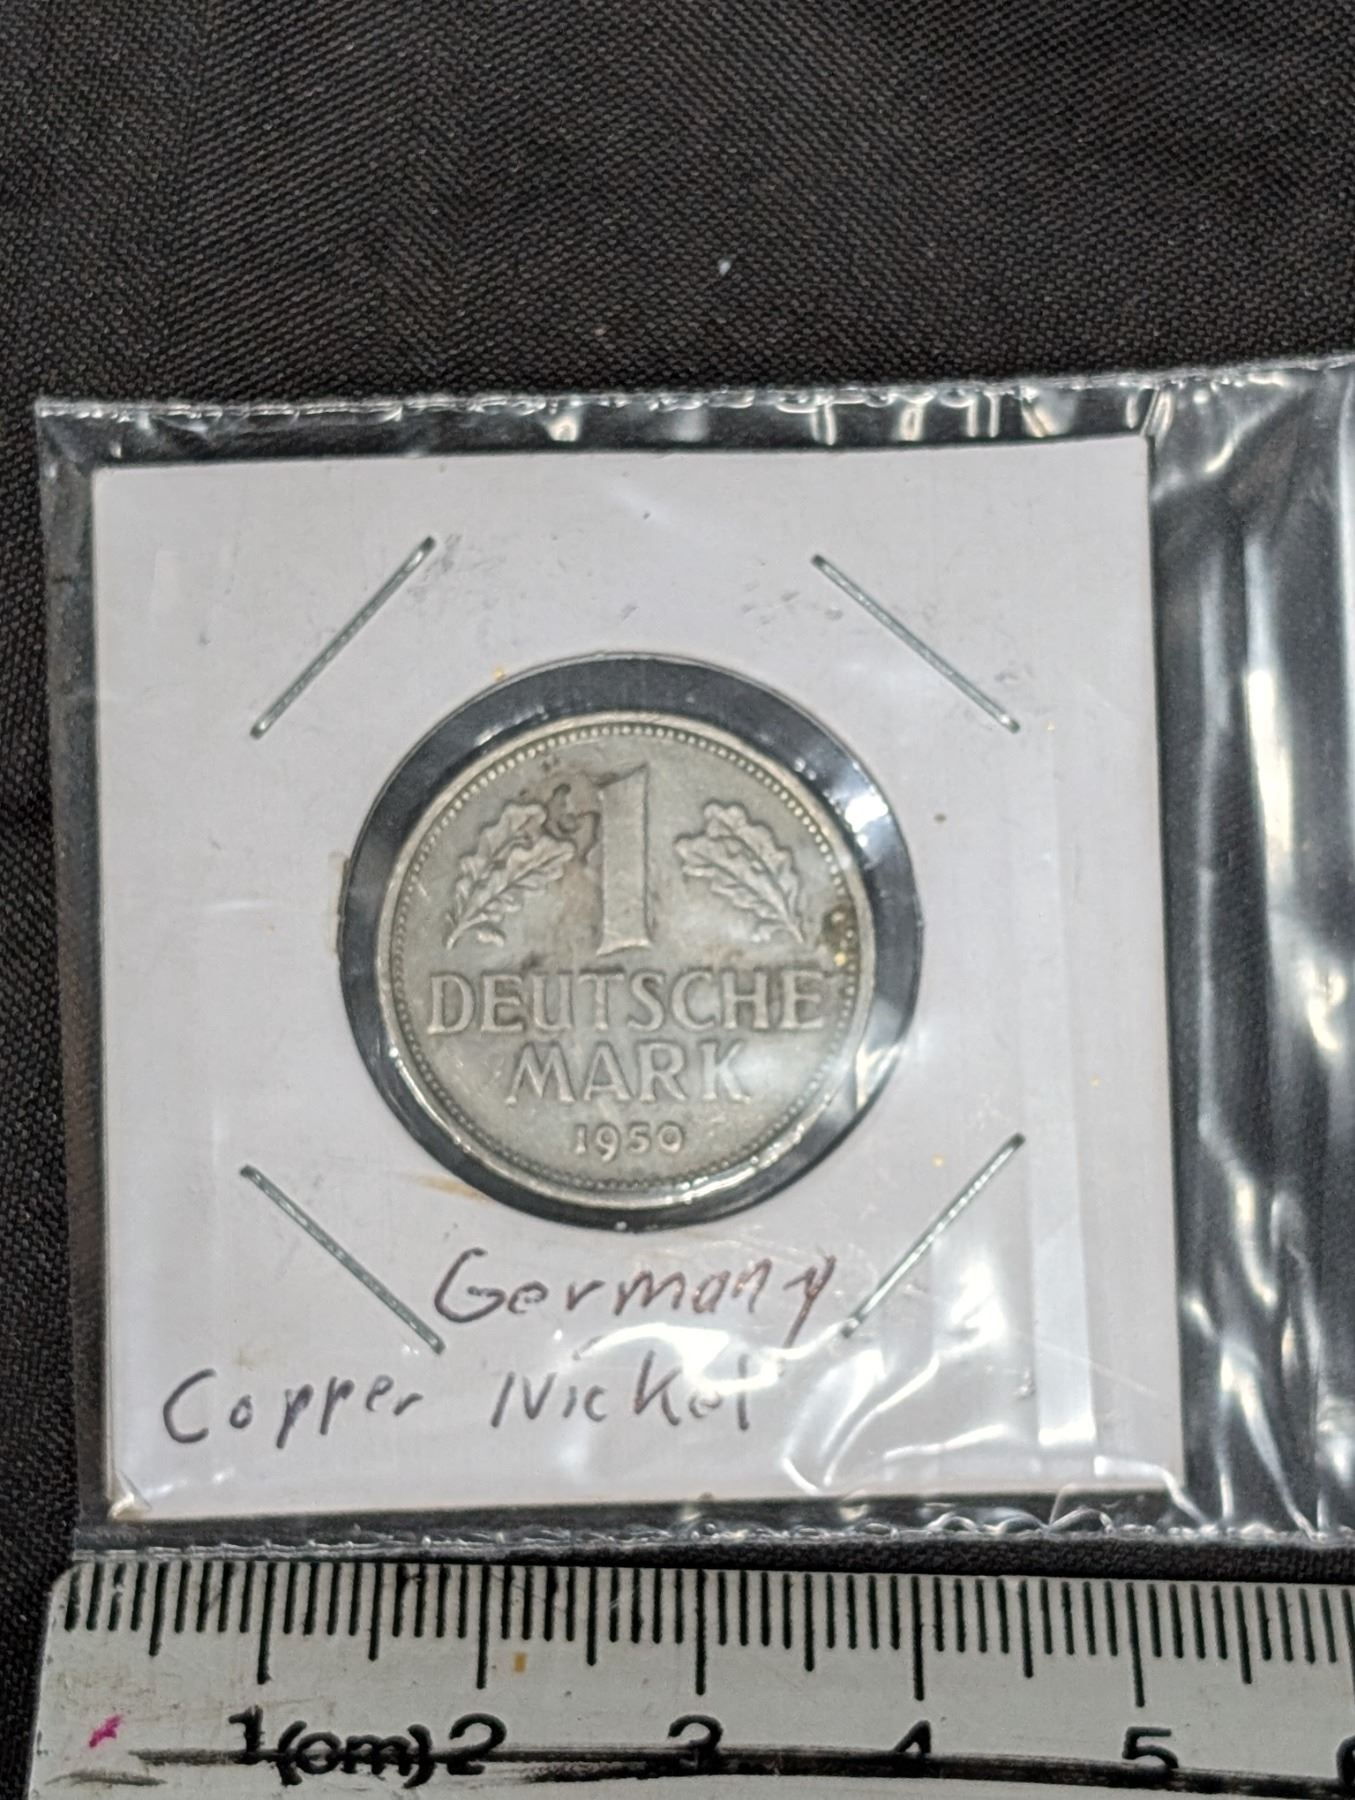 1
DEUTSCHE
MARK
1950
Germany
Copper Nickel
1(cm) 2 3 4 5